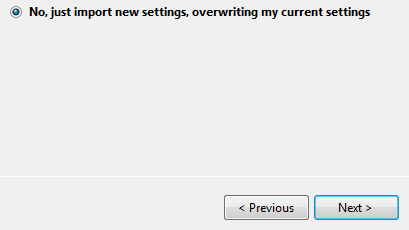 No, just import new settings, overwriting my current settings
< Previous
Next >